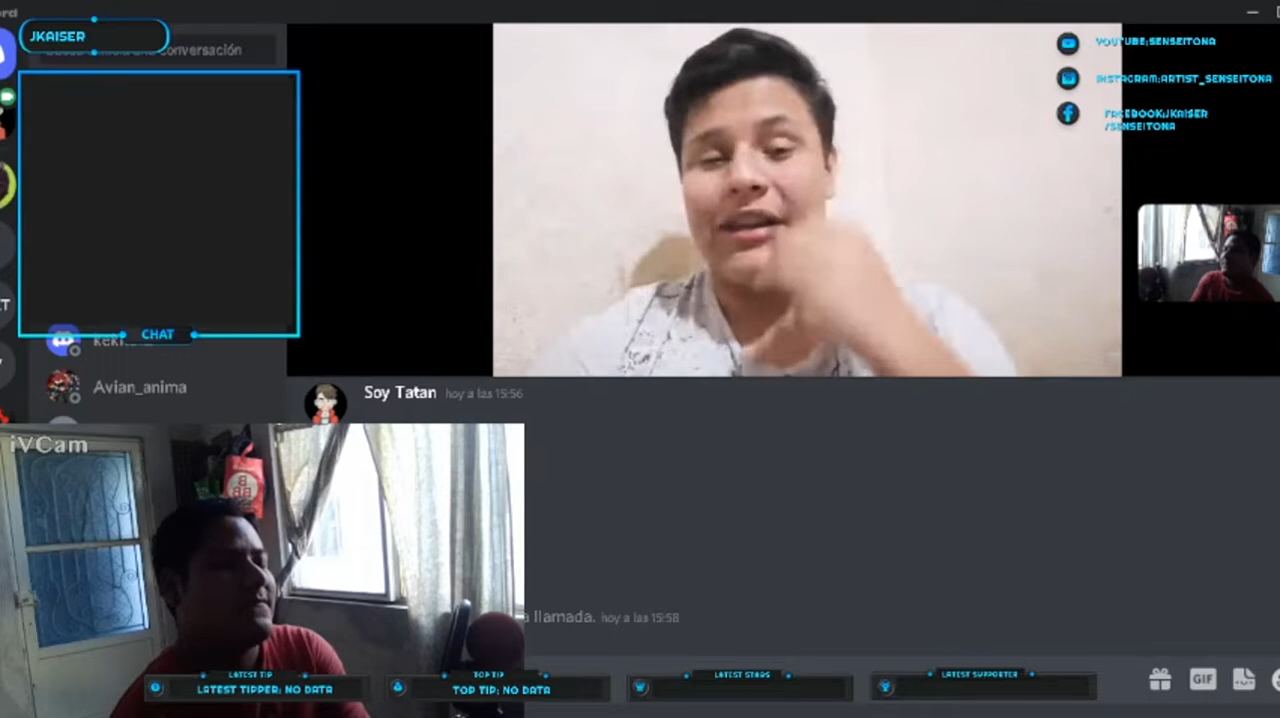 JKAISER
conversación
YOUTUBE:SENSEITONA
INSTAGRAM:ARTIST_SENSEITONA
FACEBOOK:JKAISER
/SENSEITONA
CHAT
Avian_anima
Soy Tatan hoy a las 15:56
iVCam
llamada. hoy a las 15:58
LATEST TIP
LATEST TIPPER: NO DATA
TOP TIP
TOP TIP: NO DATA
LATEST STARS
LATEST SUPPORTER
GIF